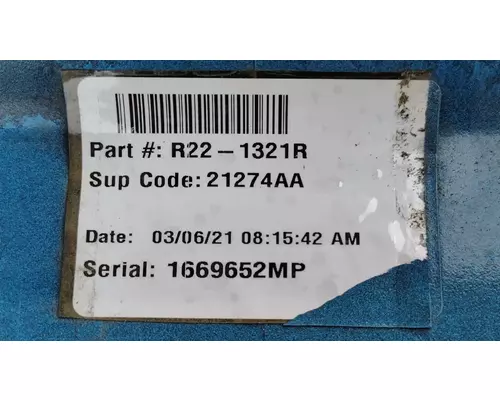 Part #: R22-1321R
Sup Code: 21274AA
Date: 03/06/21 08:15:42 AM
Serial: 1669652MP